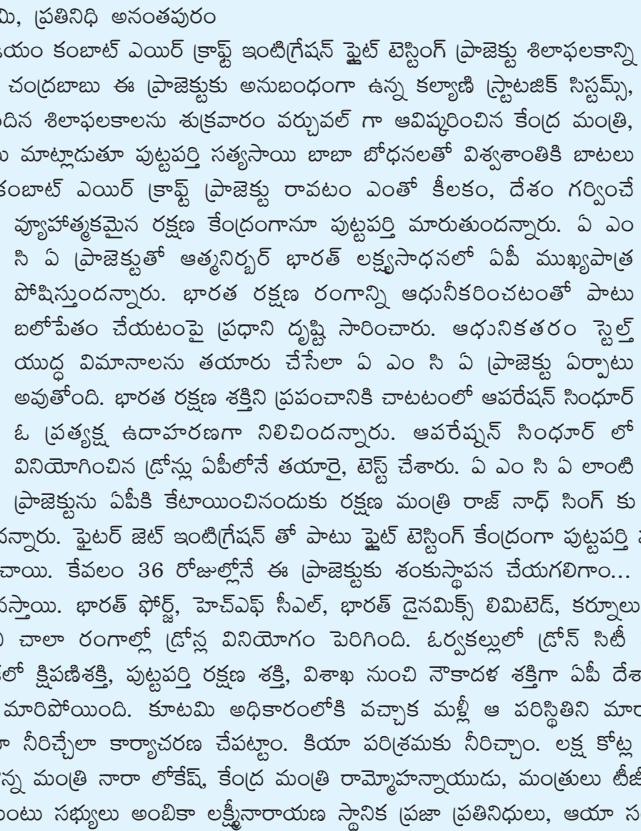 మి, ప్రతినిధి అనంతపురం
యం కంబాట్ ఎయిర్ క్రాఫ్ట్ ఇంటిగ్రేషన్ ఫ్లైట్ టెస్టింగ్ ప్రాజెక్టు శిలాఫలకాన్ని
చంద్రబాబు ఈ ప్రాజెక్టుకు అనుబంధంగా ఉన్న కల్యాణి స్ట్రాటజిక్ సిస్టమ్స్,
దిన శిలాఫలకాలను శుక్రవారం వర్చువల్ గా ఆవిష్కరించిన కేంద్ర మంత్రి,
మాట్లాడుతూ పుట్టపర్తి సత్యసాయి బాబా బోధనలతో విశ్వశాంతికి బాటలు
కంబాట్ ఎయిర్ క్రాఫ్ట్ ప్రాజెక్టు రావటం ఎంతో కీలకం, దేశం గర్వించే
వ్యూహాత్మకమైన రక్షణ కేంద్రంగానూ పుట్టపర్తి మారుతుందన్నారు. ఏ ఎం
సి ఏ ప్రాజెక్టుతో ఆత్మనిర్బర్ భారత్ లక్ష్యసాధనలో ఏపీ ముఖ్యపాత్ర
పోషిస్తుందన్నారు. భారత రక్షణ రంగాన్ని ఆధునీకరించటంతో పాటు
బలోపేతం చేయటంపై ప్రధాని దృష్టి సారించారు. ఆధునికతరం స్టెల్త్
యుద్ధ విమానాలను తయారు చేసేలా ఏ ఎం సి ఏ ప్రాజెక్టు ఏర్పాటు
అవుతోంది. భారత రక్షణ శక్తిని ప్రపంచానికి చాటటంలో ఆపరేషన్ సింధూర్
ఓ ప్రత్యక్ష ఉదాహరణగా నిలిచిందన్నారు. ఆపరేష్నన్ సింధూర్ లో
వినియోగించిన డ్రోన్లు ఏపీలోనే తయారై, టెస్ట్ చేశారు. ఏ ఎం సి ఏ లాంటి
ప్రాజెక్టును ఏపీకి కేటాయించినందుకు రక్షణ మంత్రి రాజ్ నాధ్ సింగ్ కు
దన్నారు. ఫైటర్ జెట్ ఇంటిగ్రేషన్ తో పాటు ఫ్లైట్ టెస్టింగ్ కేంద్రంగా పుట్టపర్తి
చాయి. కేవలం 36 రోజుల్లోనే ఈ ప్రాజెక్టుకు శంకుస్థాపన చేయగలిగాం...
వస్తాయి. భారత్ ఫోర్జ్, హెచ్ఎఫ్ సీఎల్, భారత్ డైనమిక్స్ లిమిటెడ్, కర్నూలు
చాలా రంగాల్లో డ్రోన్ల వినియోగం పెరిగింది. ఓర్వకల్లులో డ్రోన్ సిటీ
లో క్షిపణిశక్తి, పుట్టపర్తి రక్షణ శక్తి, విశాఖ నుంచి నౌకాదళ శక్తిగా ఏపీ దేశా
మారిపోయింది. కూటమి అధికారంలోకి వచ్చాక మళ్లీ ఆ పరిస్థితిని మార
నీరిచ్చేలా కార్యాచరణ చేపట్టాం. కియా పరిశ్రమకు నీరిచ్చాం. లక్ష కోట్ల
న్న మంత్రి నారా లోకేష్, కేంద్ర మంత్రి రామ్మోహన్నాయుడు, మంత్రులు టీజీ
మెంటు సభ్యులు అంబికా లక్ష్మీనారాయణ స్థానిక ప్రజా ప్రతినిధులు, ఆయా స